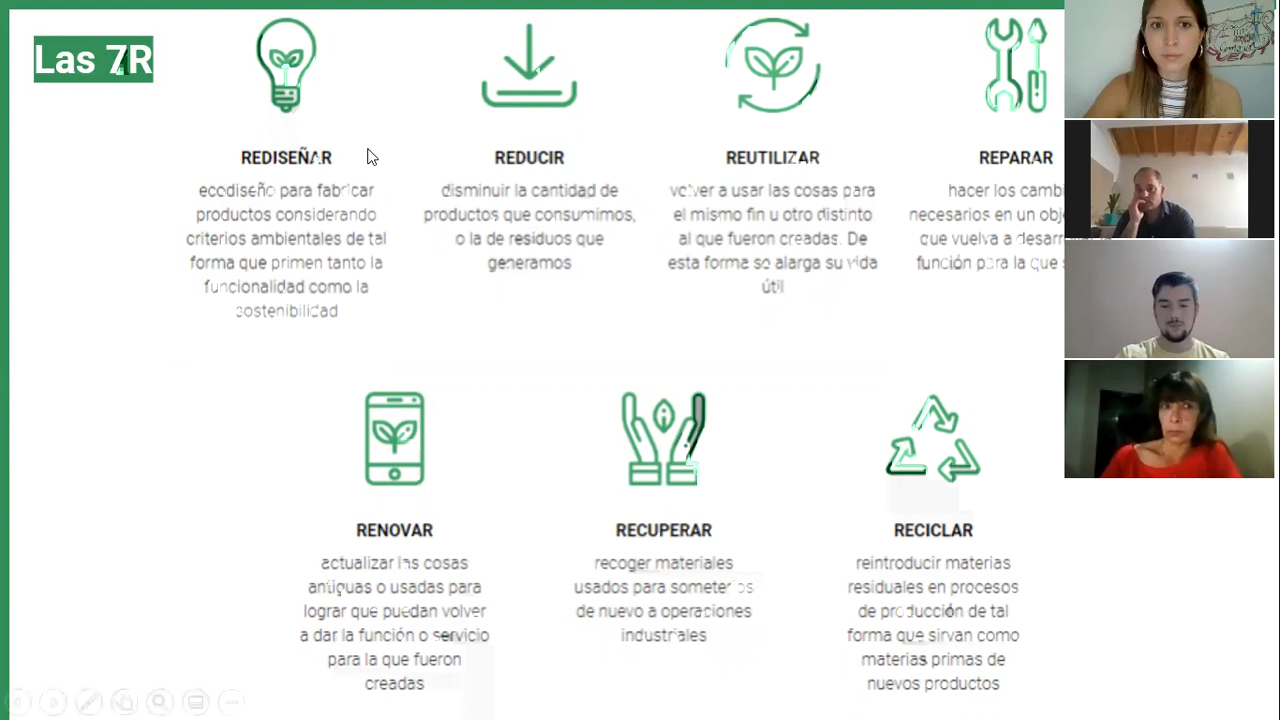 Las 7R
REDISEÑAR
ecodiseño para fabricar
productos considerando
criterios ambientales de tal
forma que primen tanto la
funcionalidad como la
sostenibilidad
REDUCIR
disminuir la cantidad de
productos que consumimos,
o la de residuos que
generamos
REUTILIZAR
volver a usar las cosas para
el mismo fin u otro distinto
al que fueron creadas. De
esta forma se alarga su vida
útil
REPARAR
hacer los
necesarios en un
que vuelva a
función para la que
RENOVAR
actualizar las cosas
antiguas o usadas para
lograr que puedan volver
a dar la función o servicio
para la que fueron
creadas
RECUPERAR
recoger materiales
usados para someterlos
de nuevo a operaciones
industriales
RECICLAR
reintroducir materias
residuales en procesos
de producción de tal
forma que sirvan como
materias primas de
nuevos productos